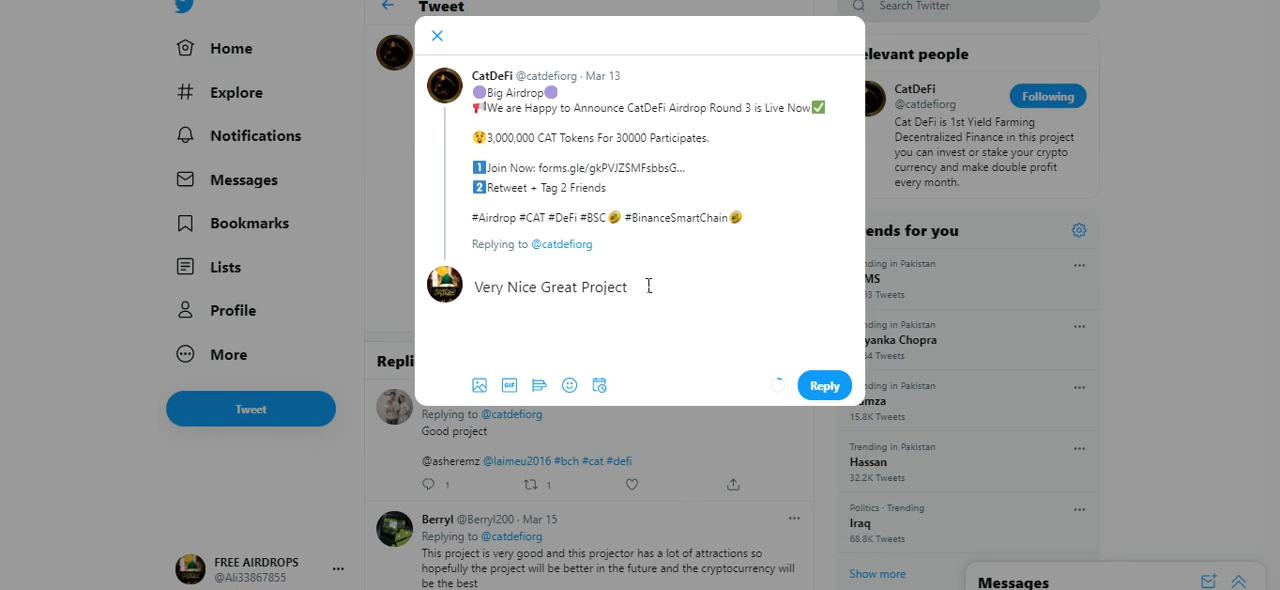 Home
Explore
Notifications
Messages
Bookmarks
Lists
Profile
More
Tweet
FREE AIRDROPS
@Ali33867855
Tweet
CatDeFi @catdefiorg · Mar 13
Big Airdrop
We are Happy to Announce CatDeFi Airdrop Round 3 is Live Now
3,000,000 CAT Tokens For 30000 Participates.
1 Join Now: forms.gle/gkPVJZSMFsbbsG...
2 Retweet + Tag 2 Friends
#Airdrop #CAT #DeFi #BSC #BinanceSmartChain
Replying to @catdefiorg
Very Nice Great Project
GIF
Reply
Repli
Replying to @catdefiorg
Good project
@asheremz @laimeu2016 #bch #cat #defi
1
1
Berryl @Berryl200 · Mar 15
Replying to @catdefiorg
This project is very good and this projector has a lot of attractions so
hopefully the project will be better in the future and the cryptocurrency will
be the best
Search Twitter
elevant people
CatDeFi
@catdefiorg
Following
Cat DeFi is 1st Yield Farming
Decentralized Finance in this project
you can invest or stake your crypto
currency and make double profit
every month.
ends for you
nding in Pakistan
MS
03 Tweets
nding in Pakistan
yanka Chopra
54 Tweets
nding in Pakistan
mza
15.8K Tweets
Trending in Pakistan
Hassan
32.2K Tweets
Politics · Trending
Iraq
68.8K Tweets
Show more
Messages